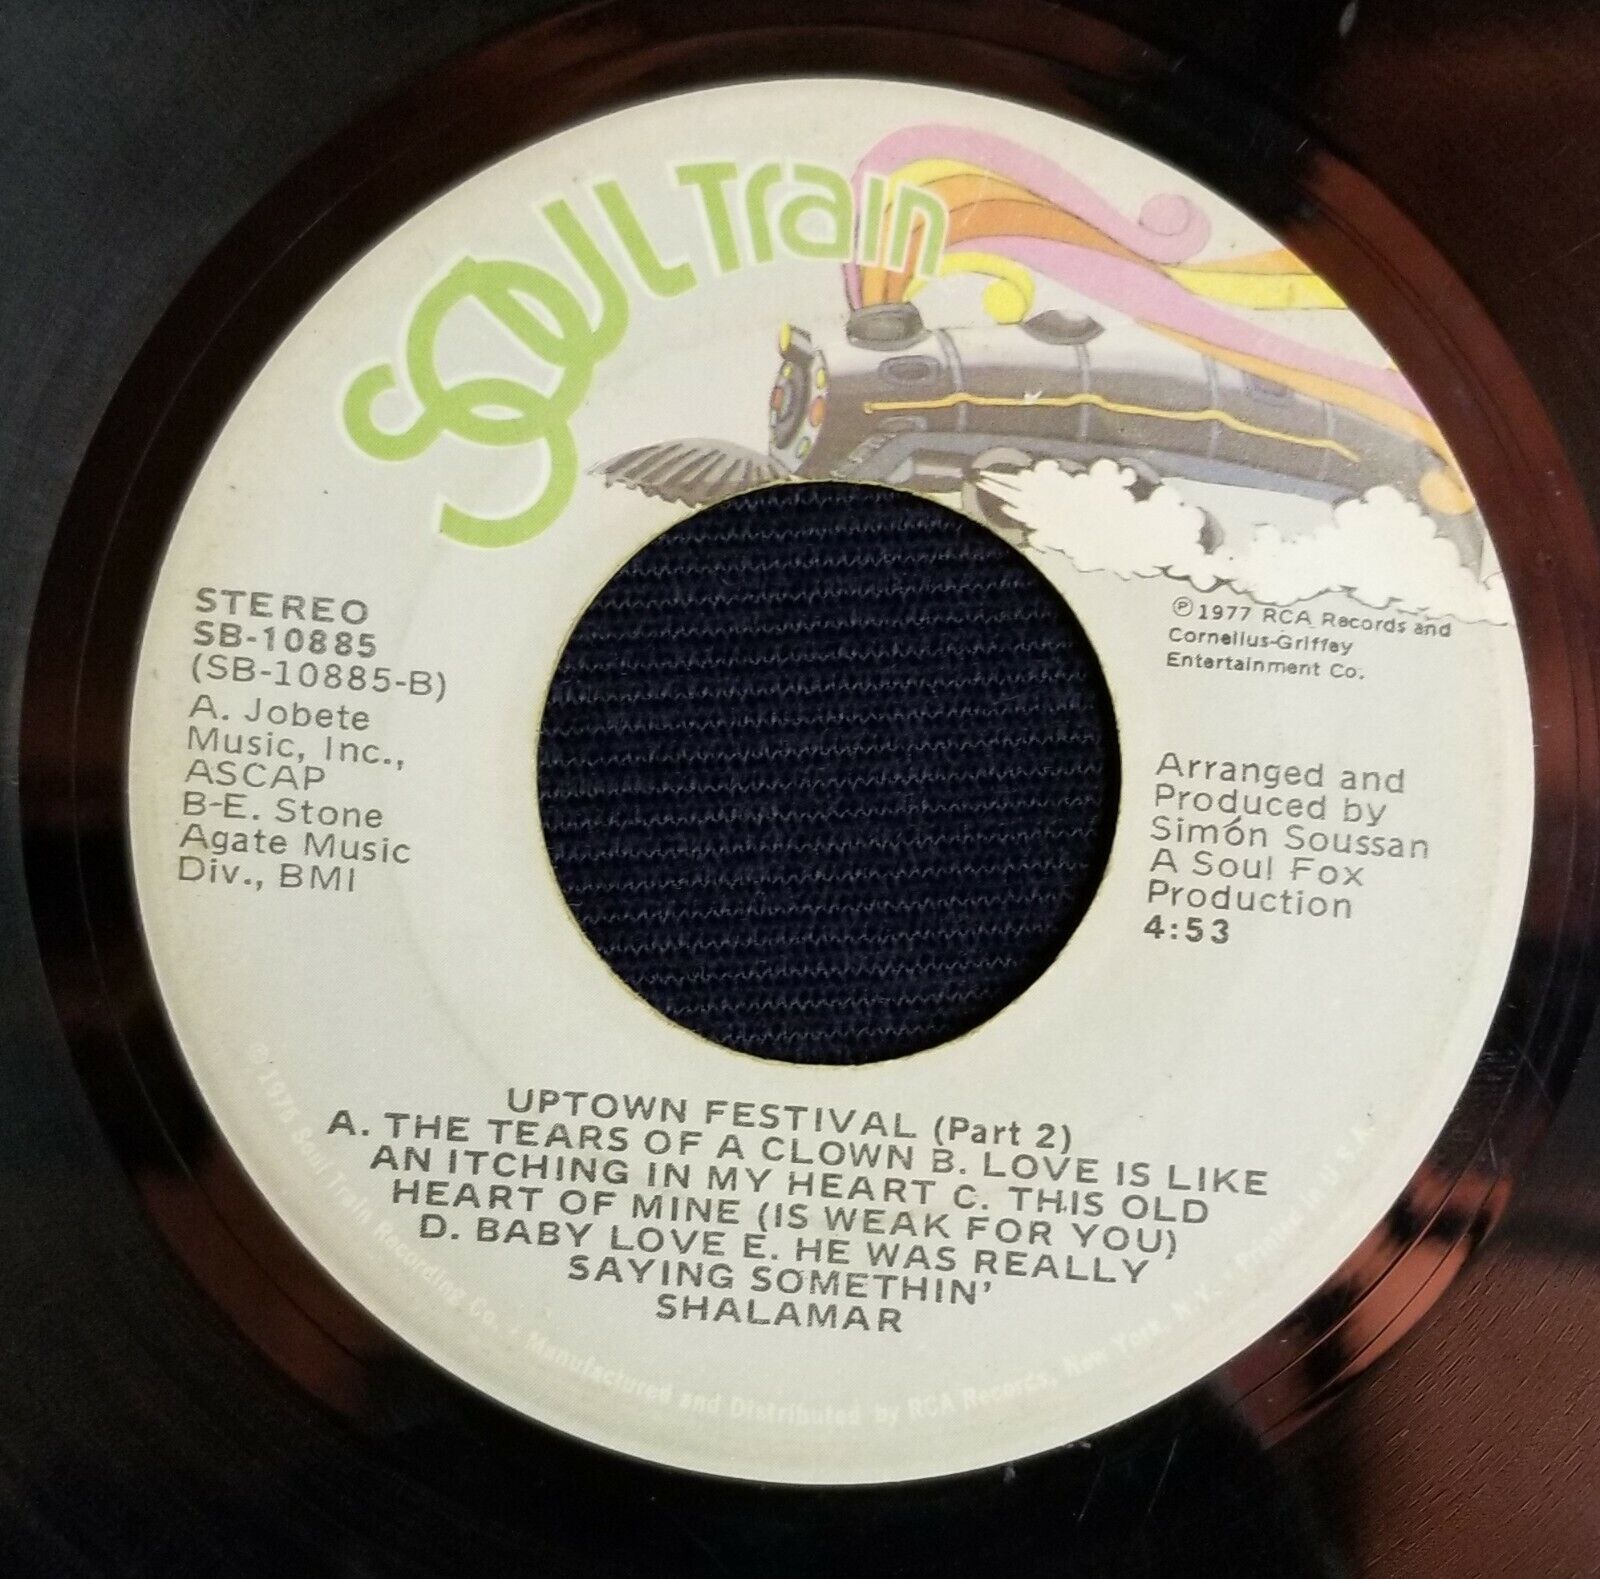 SOUL Train
STEREO
SB-10885
(SB-10885-B)
A. Jobete
Music, Inc.,
ASCAP
B-E. Stone
Agate Music
Div., BMI
℗ 1977 RCA Records and
Cornelius-Griffey
Entertainment Co.
Arranged and
Produced by
Simón Soussan
A Soul Fox
Production
4:53
UPTOWN FESTIVAL (Part 2)
A. THE TEARS OF A CLOWN B. LOVE IS LIKE
AN ITCHING IN MY HEART C. THIS OLD
HEART OF MINE (IS WEAK FOR YOU)
D. BABY LOVE E. HE WAS REALLY
SAYING SOMETHIN'
SHALAMAR
© 1975 Soul Train Recording Co. • Manufactured and Distributed by RCA Records, New York, N.Y. • Printed in U.S.A.